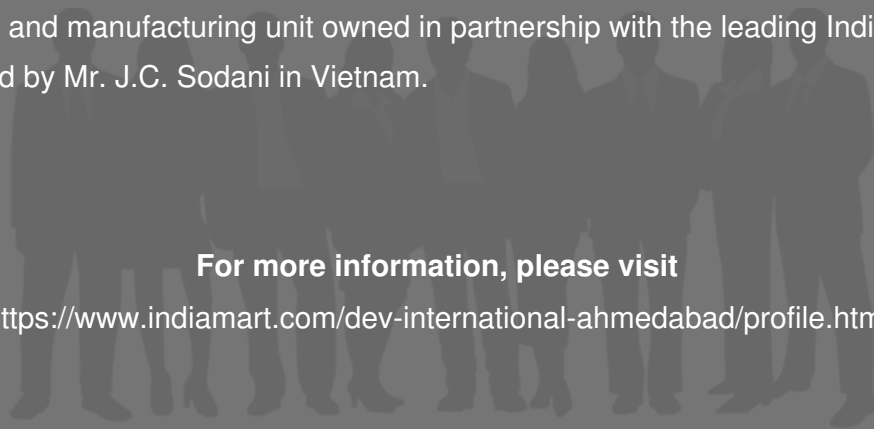 and manufacturing unit owned in partnership with the leading Indi
d by Mr. J.C. Sodani in Vietnam.
For more information, please visit
ttps://www.indiamart.com/dev-international-ahmedabad/profile.htm